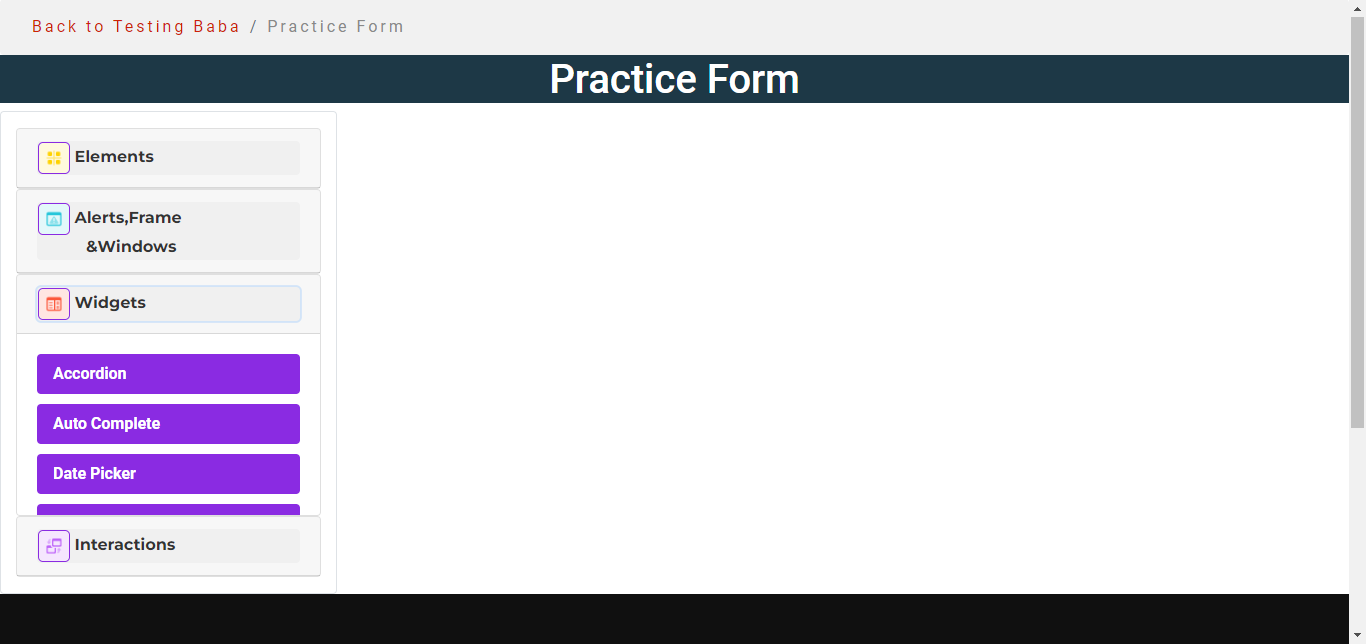 Back to Testing Baba / Practice Form
Practice Form
Elements
Alerts,Frame
&Windows
Widgets
Accordion
Auto Complete
Date Picker
Interactions